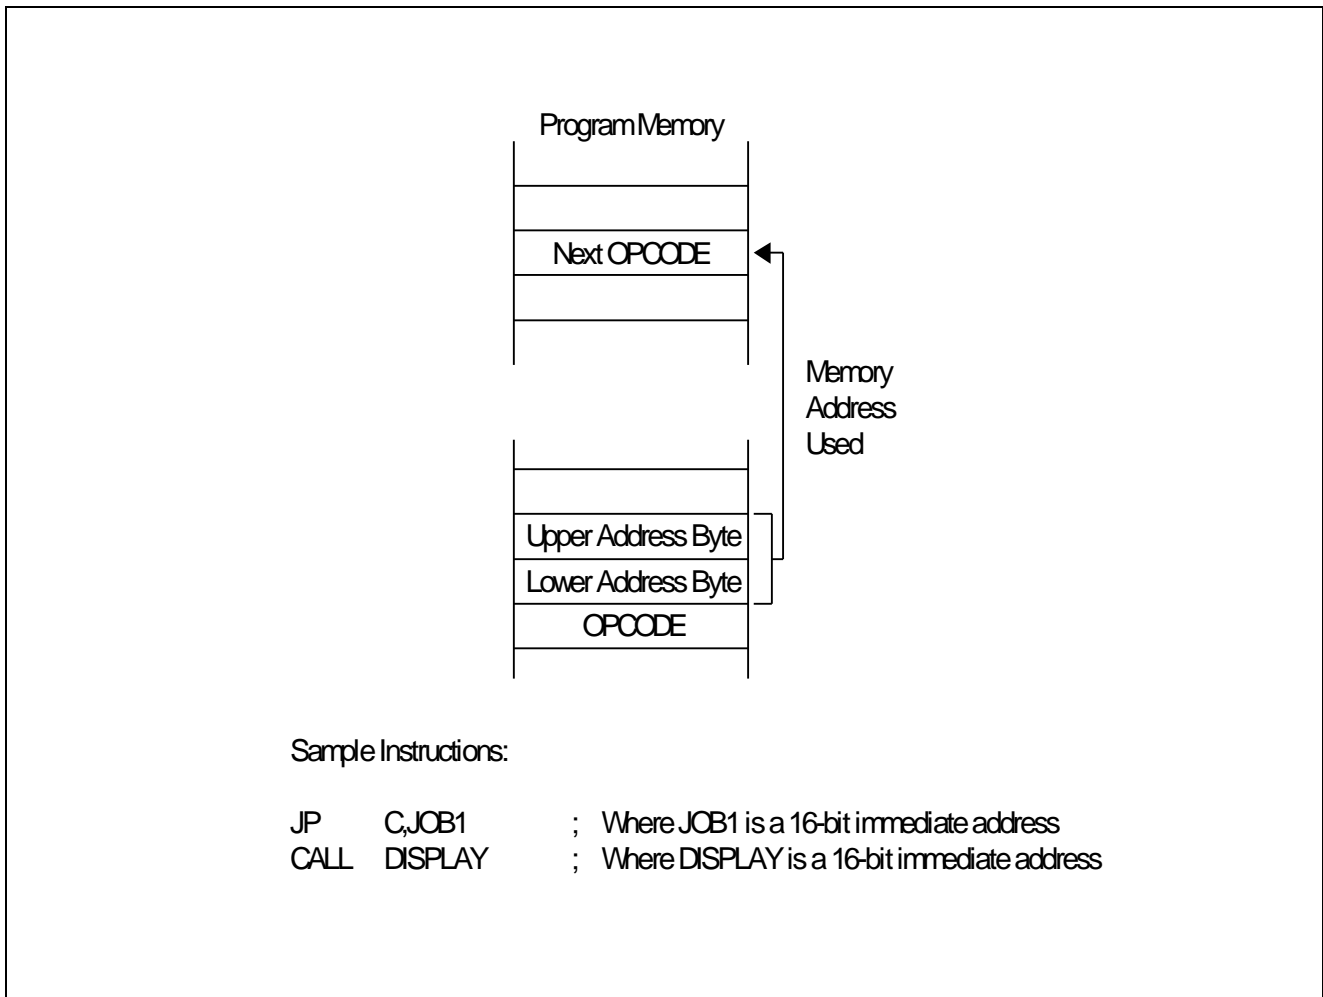 Program Memory
Next OPCODE
Memory
Address
Used
Upper Address Byte
Lower Address Byte
OPCODE
Sample Instructions:
JP C,JOB1 ; Where JOB1 is a 16-bit immediate address
CALL DISPLAY ; Where DISPLAY is a 16-bit immediate address